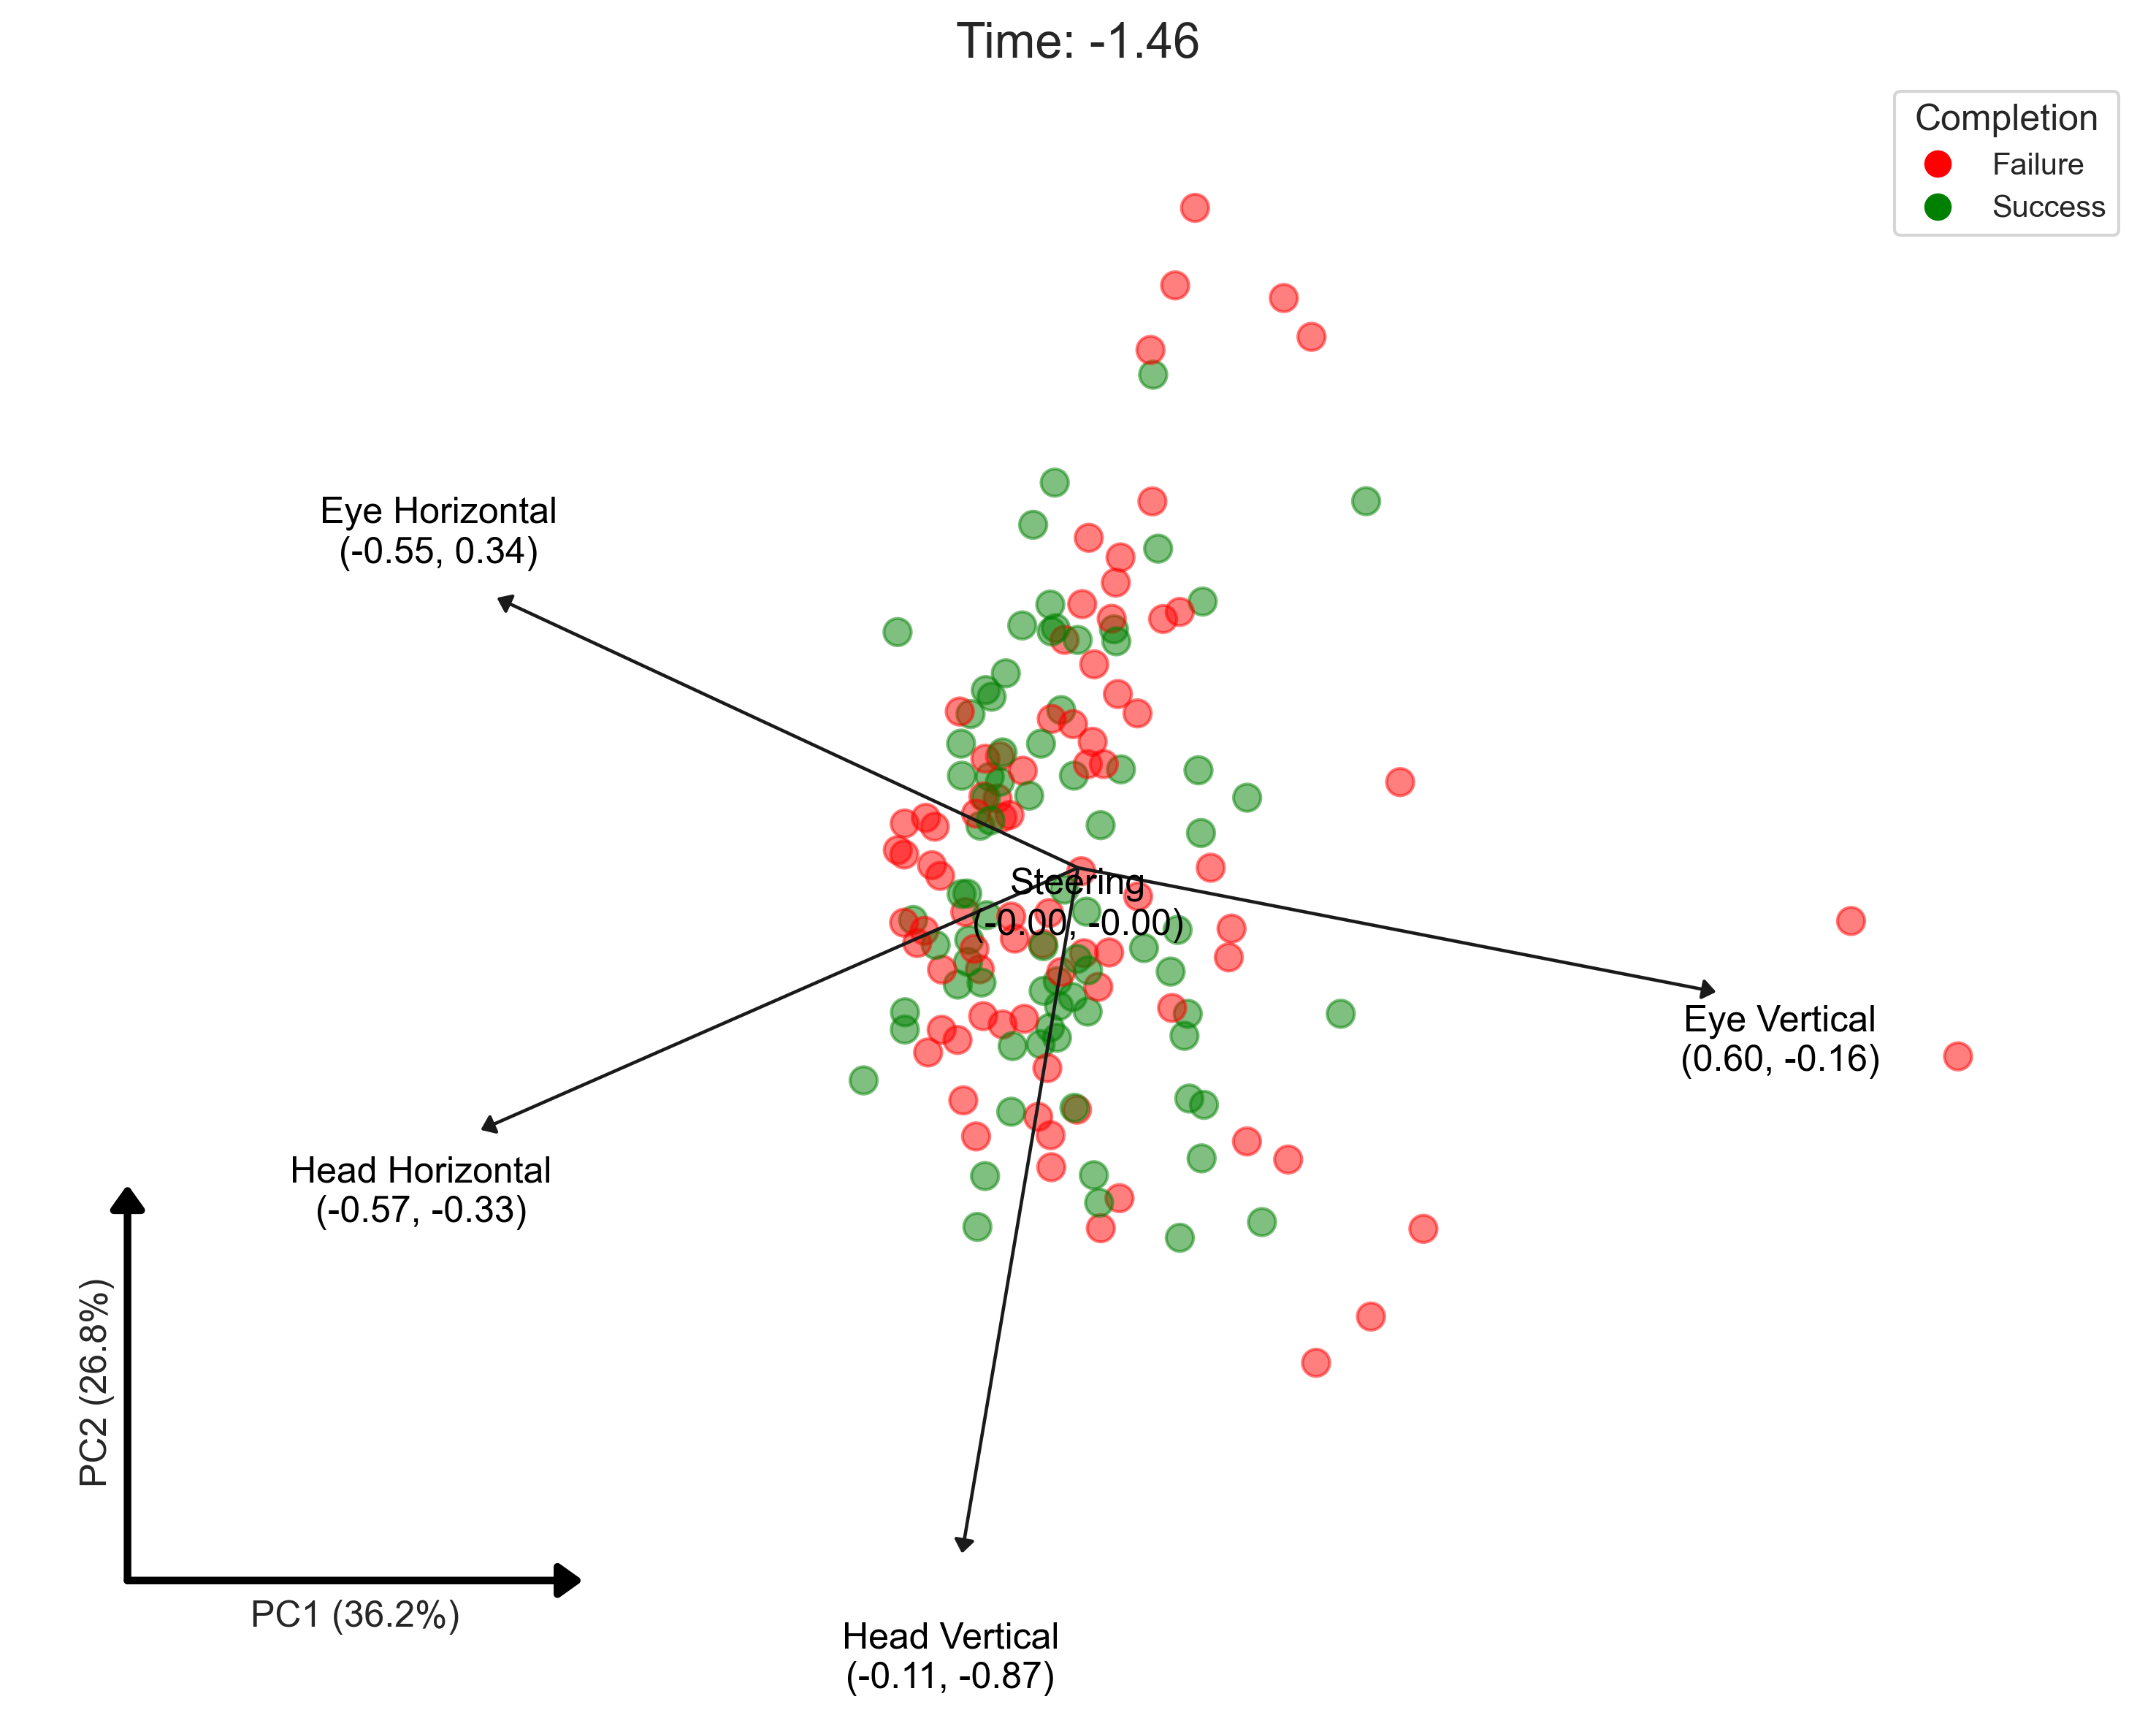 Time: -1.46
Completion
Failure
Success
Eye Horizontal
(-0.55, 0.34)
Steering
(-0.00, -0.00)
Eye Vertical
(0.60, -0.16)
Head Horizontal
(-0.57, -0.33)
PC2 (26.8%)
PC1 (36.2%)
Head Vertical
(-0.11, -0.87)